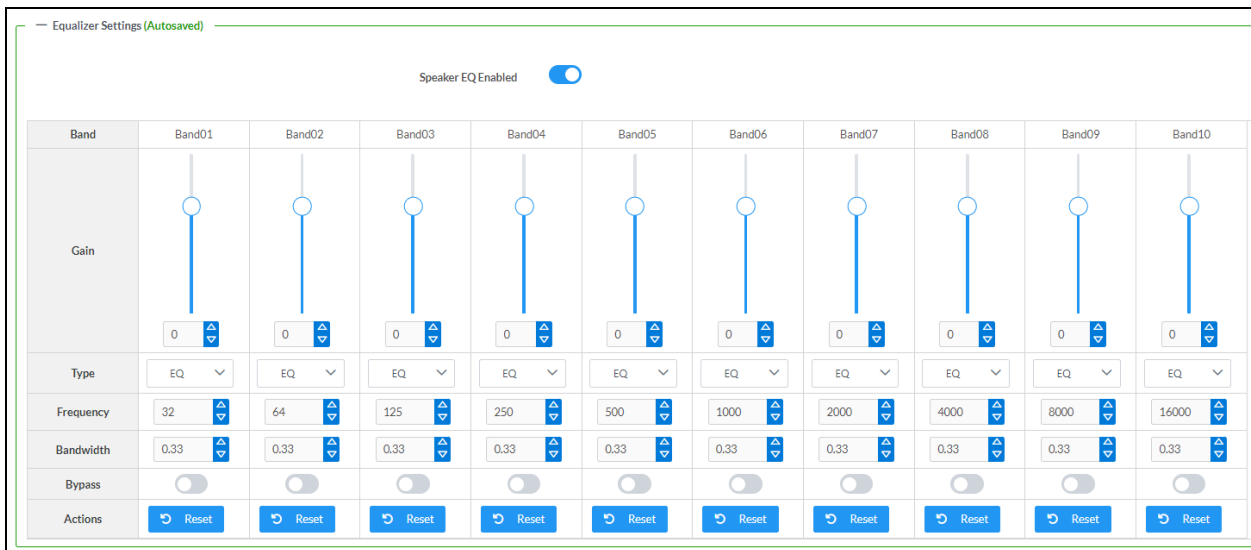 Equalizer Settings (Autosaved)
Speaker EQ Enabled
Band Band01 Band02 Band03 Band04 Band05 Band06 Band07 Band08 Band09 Band10
Gain
0 0 0 0 0 0 0 0 0 0
Type EQ EQ EQ EQ EQ EQ EQ EQ EQ EQ
Frequency 32 64 125 250 500 1000 2000 4000 8000 16000
Bandwidth 0.33 0.33 0.33 0.33 0.33 0.33 0.33 0.33 0.33 0.33
Bypass
Actions Reset Reset Reset Reset Reset Reset Reset Reset Reset Reset